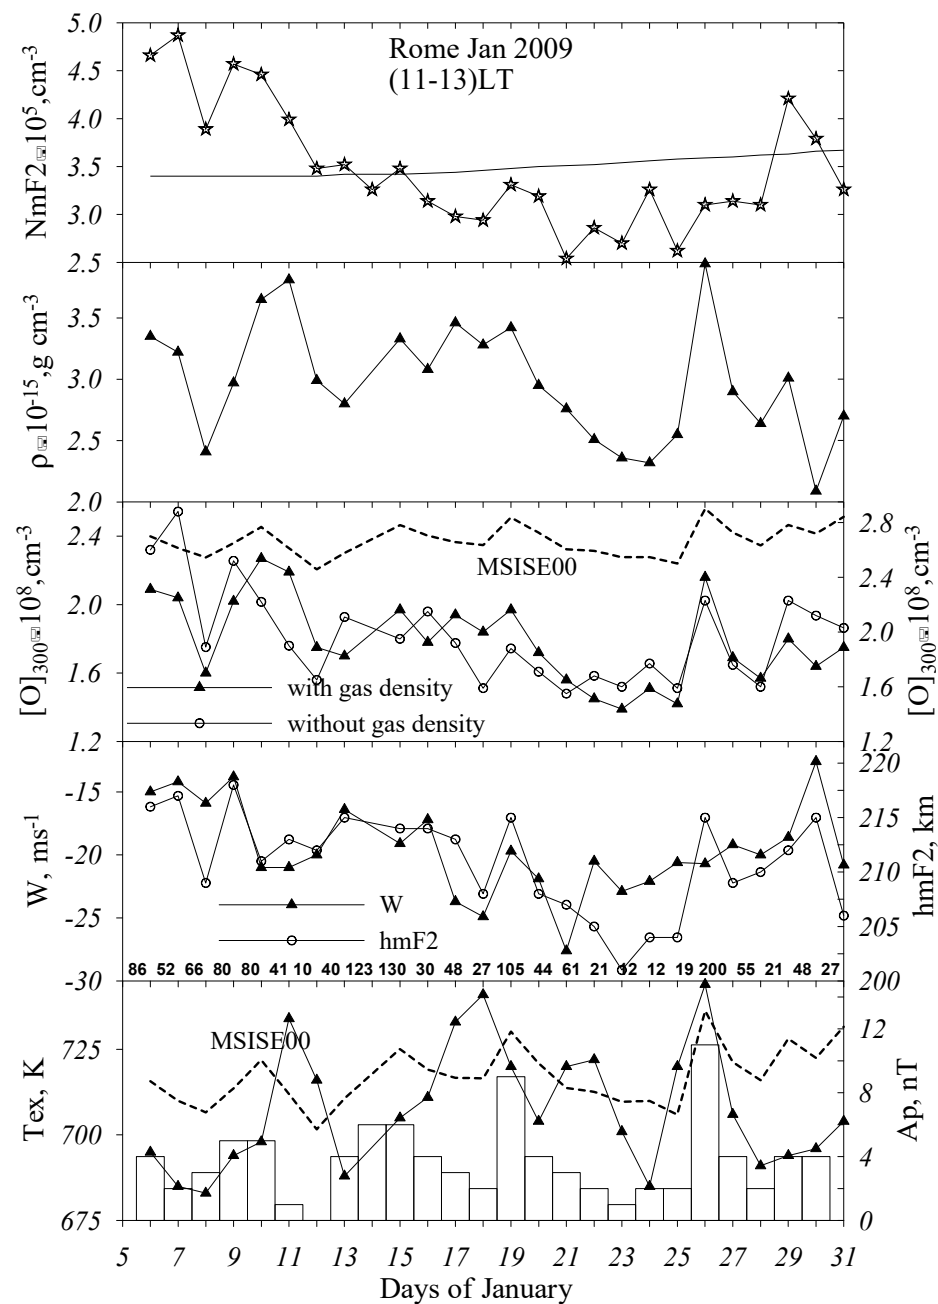 Rome Jan 2009
(11-13)LT
NmF2 10⁵,cm⁻³
5.0
4.5
4.0
3.5
3.0
2.5
ρ 10⁻¹⁵,g cm⁻³
3.5
3.0
2.5
2.0
[O]₃₀₀ 10⁸,cm⁻³
2.4
2.0
1.6
1.2
MSISE00
with gas density
without gas density
2.8
2.4
2.0
1.6
1.2
[O]₃₀₀ 10⁸,cm⁻³
W, ms⁻¹
-15
-20
-25
-30
W
hmF2
220
215
210
205
200
hmF2, km
86 52 66 80 80 41 10 40 123 130 30 48 27 105 44 61 21 12 19 200 55 21 48 27
Tex, K
725
700
675
MSISE00
12
8
4
0
Ap, nT
5 7 9 11 13 15 17 19 21 23 25 27 29 31
Days of January